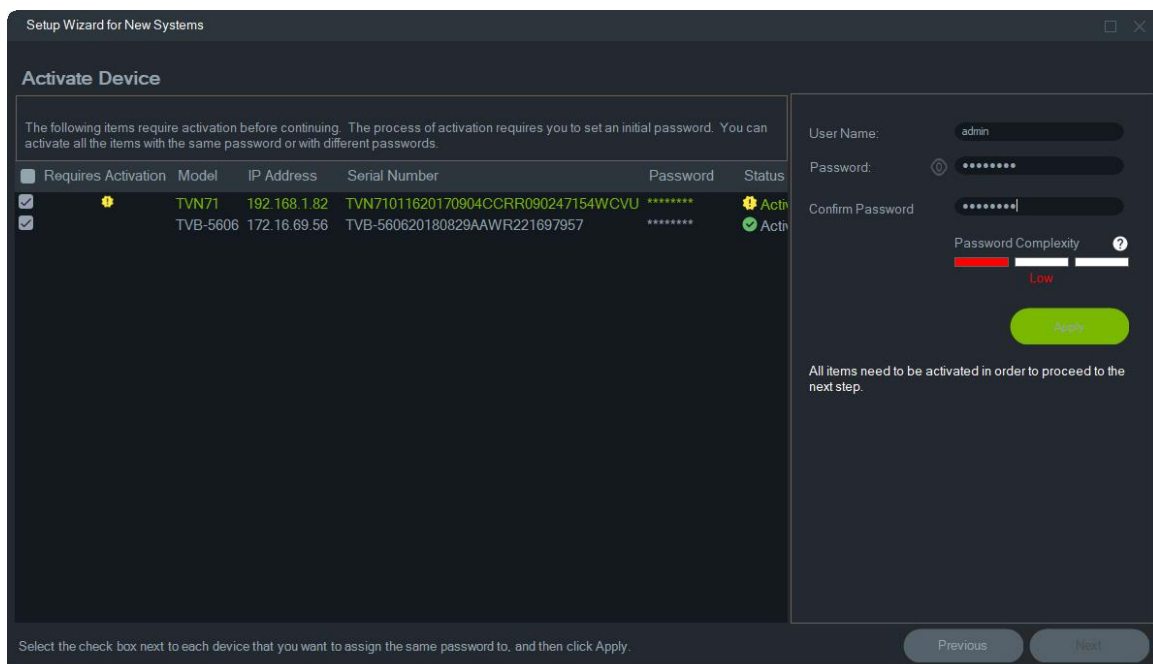 Setup Wizard for New Systems
Activate Device
The following items require activation before continuing. The process of activation requires you to set an initial password. You can
activate all the items with the same password or with different passwords.
Requires Activation Model IP Address Serial Number Password Status
TVN71 192.168.1.82 TVN71011620170904CCRR090247154WCVU ******** Activ
TVB-5606 172.16.69.56 TVB-560620180829AAWR221697957 ******** Activ
User Name: admin
Password: ••••••••
Confirm Password ••••••••
Password Complexity ?
Low
Apply
All items need to be activated in order to proceed to the
next step.
Select the check box next to each device that you want to assign the same password to, and then click Apply.
Previous Next